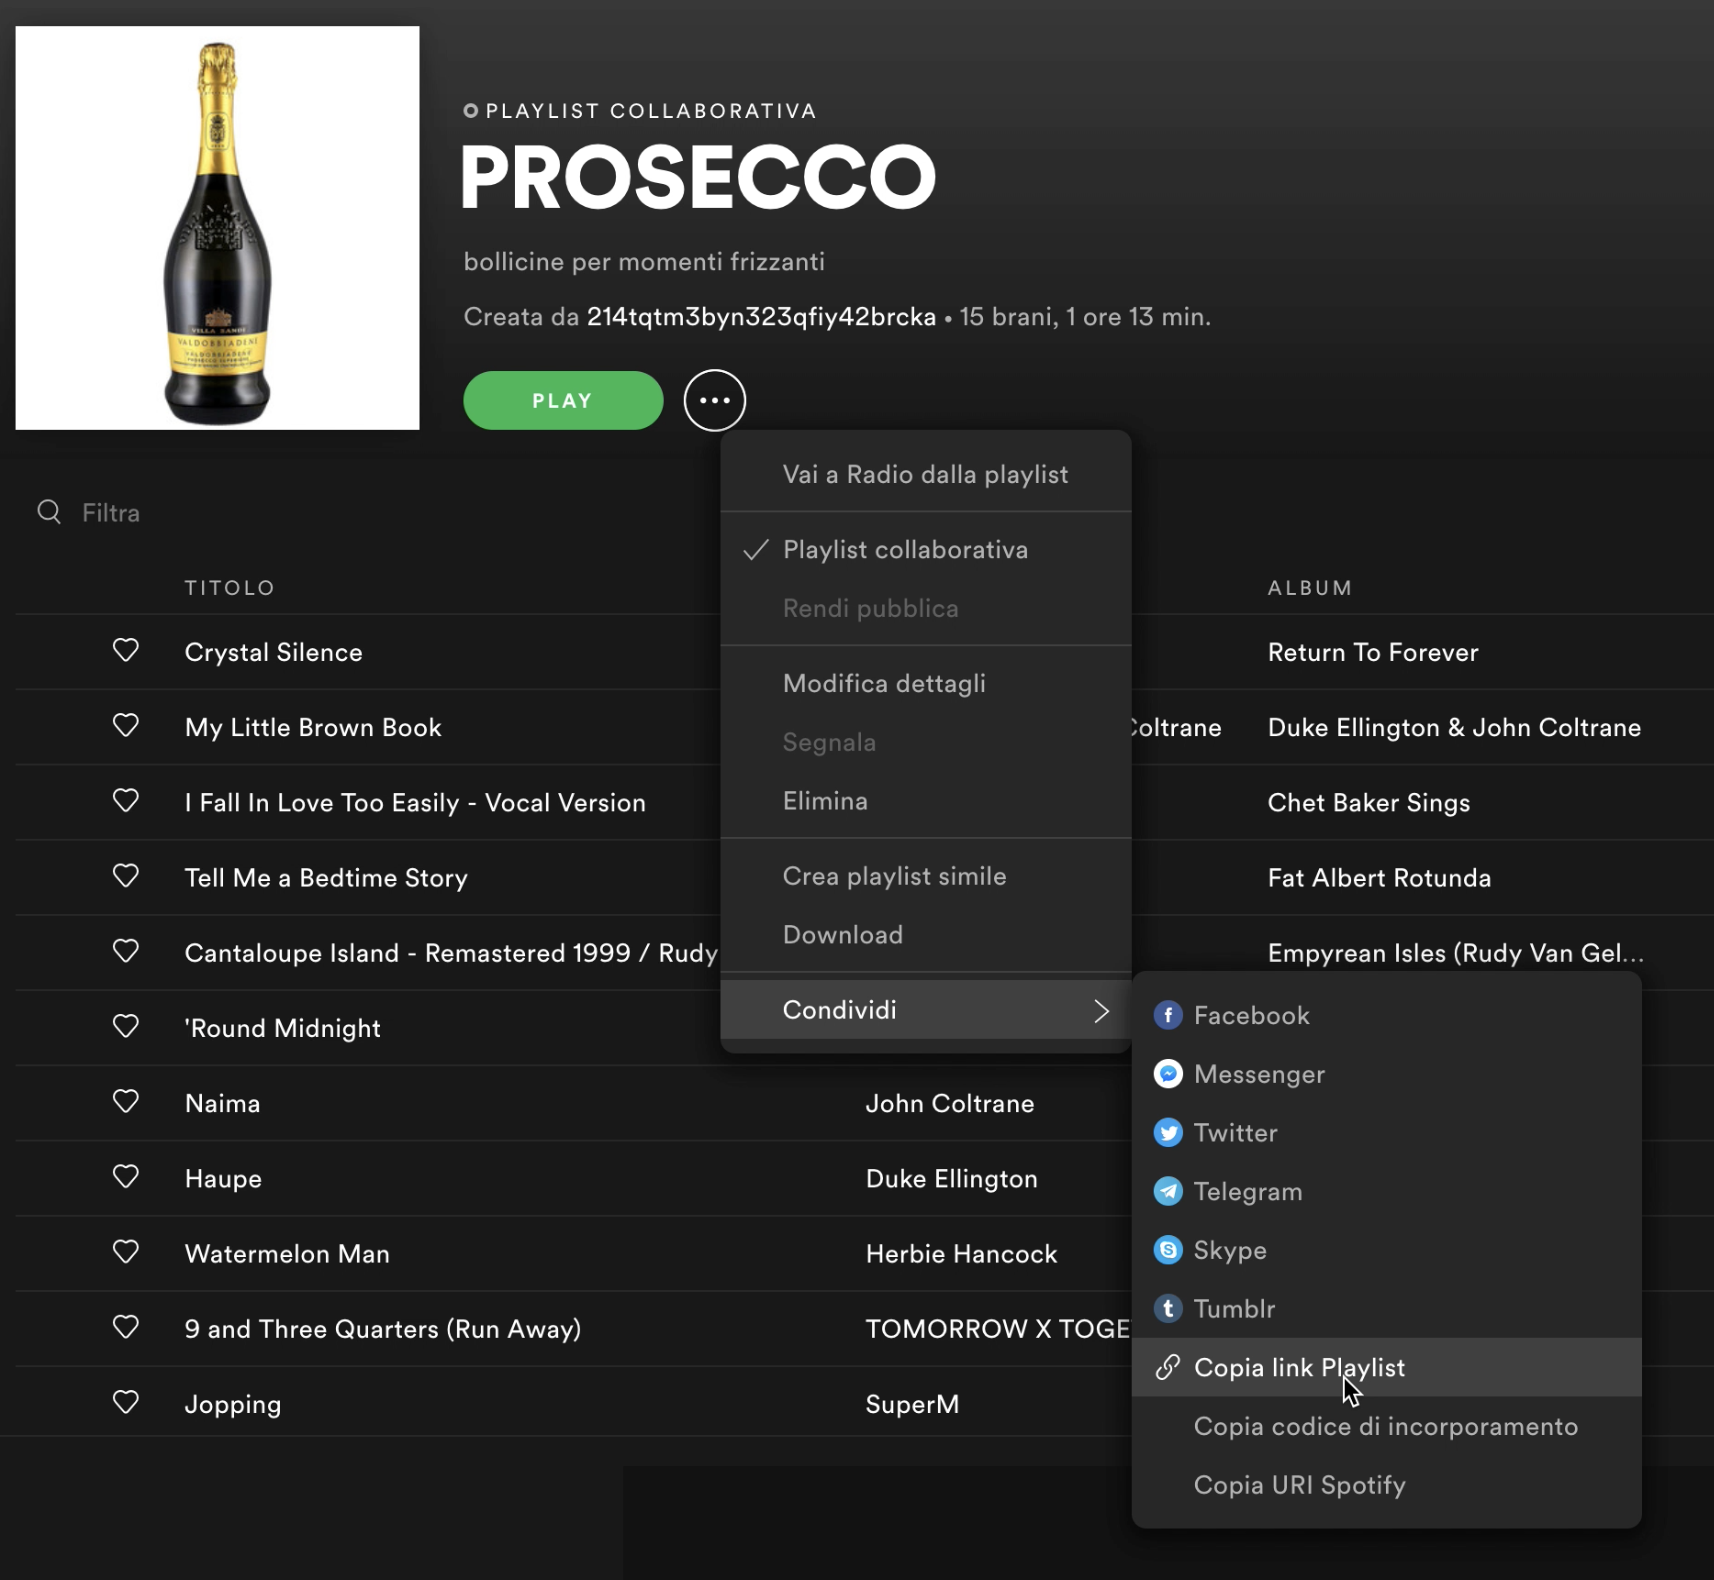 PLAYLIST COLLABORATIVA
PROSECCO
bollicine per momenti frizzanti
Creata da 214tqtm3byn323qfiy42brcka • 15 brani, 1 ore 13 min.
PLAY
VILLA SANDI
VALDOBBIADENE
VALDOBBIADENE
PROSECCO SUPERIORE
Filtra
TITOLO
ALBUM
Crystal Silence
Return To Forever
My Little Brown Book
Coltrane
Duke Ellington & John Coltrane
I Fall In Love Too Easily - Vocal Version
Chet Baker Sings
Tell Me a Bedtime Story
Fat Albert Rotunda
Cantaloupe Island - Remastered 1999 / Rudy
Empyrean Isles (Rudy Van Gel...
'Round Midnight
Naima
John Coltrane
Haupe
Duke Ellington
Watermelon Man
Herbie Hancock
9 and Three Quarters (Run Away)
TOMORROW X TOGE
Jopping
SuperM
Vai a Radio dalla playlist
Playlist collaborativa
Rendi pubblica
Modifica dettagli
Segnala
Elimina
Crea playlist simile
Download
Condividi
Facebook
Messenger
Twitter
Telegram
Skype
Tumblr
Copia link Playlist
Copia codice di incorporamento
Copia URI Spotify